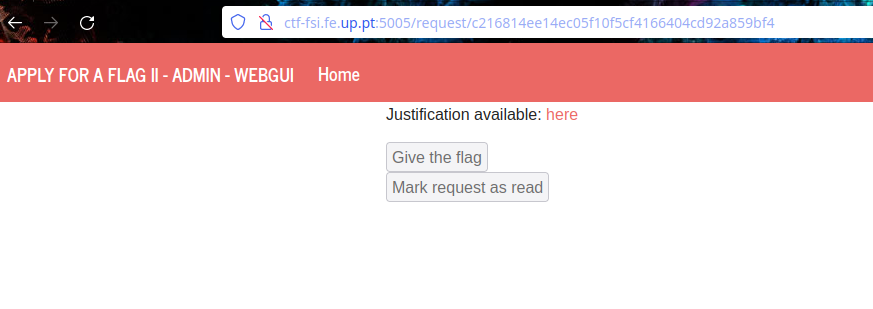 ctf-fsi.fe.up.pt:5005/request/c216814ee14ec05f10f5cf4166404cd92a859bf4
APPLY FOR A FLAG II - ADMIN - WEBGUI Home
Justification available: here
Give the flag
Mark request as read